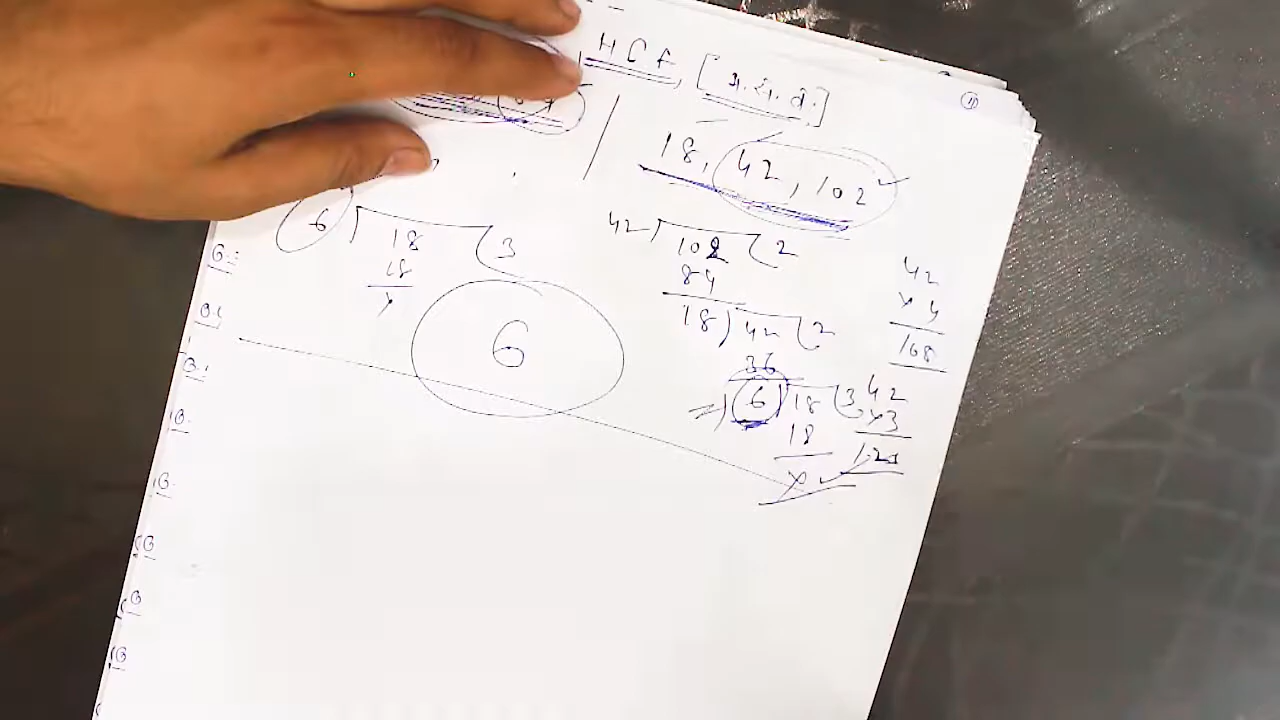 HCF, [म.स.व.]
11
18, 42, 102
6) 18 (3
18
×
6
42) 102 (2
84
18) 42 (2
36
6) 18 (3
18
×
42
×4
168
42
×3
Q.
Q.
Q.
Q.
Q.
Q
Q
Q